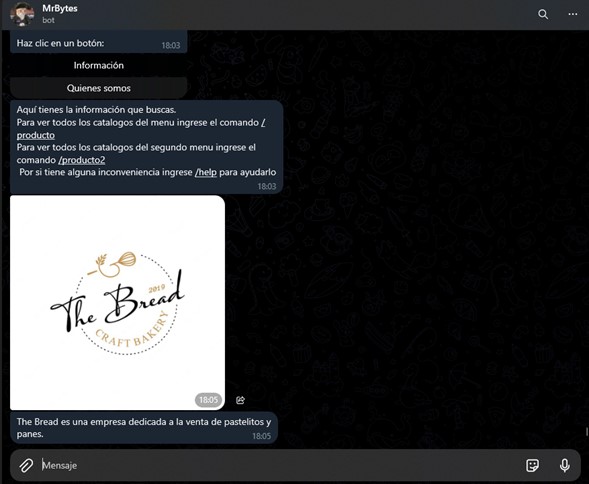 MrBytes
bot
Haz clic en un botón:
18:03
Información
Quienes somos
Aquí tienes la información que buscas.
Para ver todos los catalogos del menu ingrese el comando /
producto
Para ver todos los catalogos del segundo menu ingrese el
comando /producto2
Por si tiene alguna inconveniencia ingrese /help para ayudarlo
18:03
2019
The Bread
CRAFT BAKERY
18:05
The Bread es una empresa dedicada a la venta de pastelitos y
panes.
18:05
Mensaje